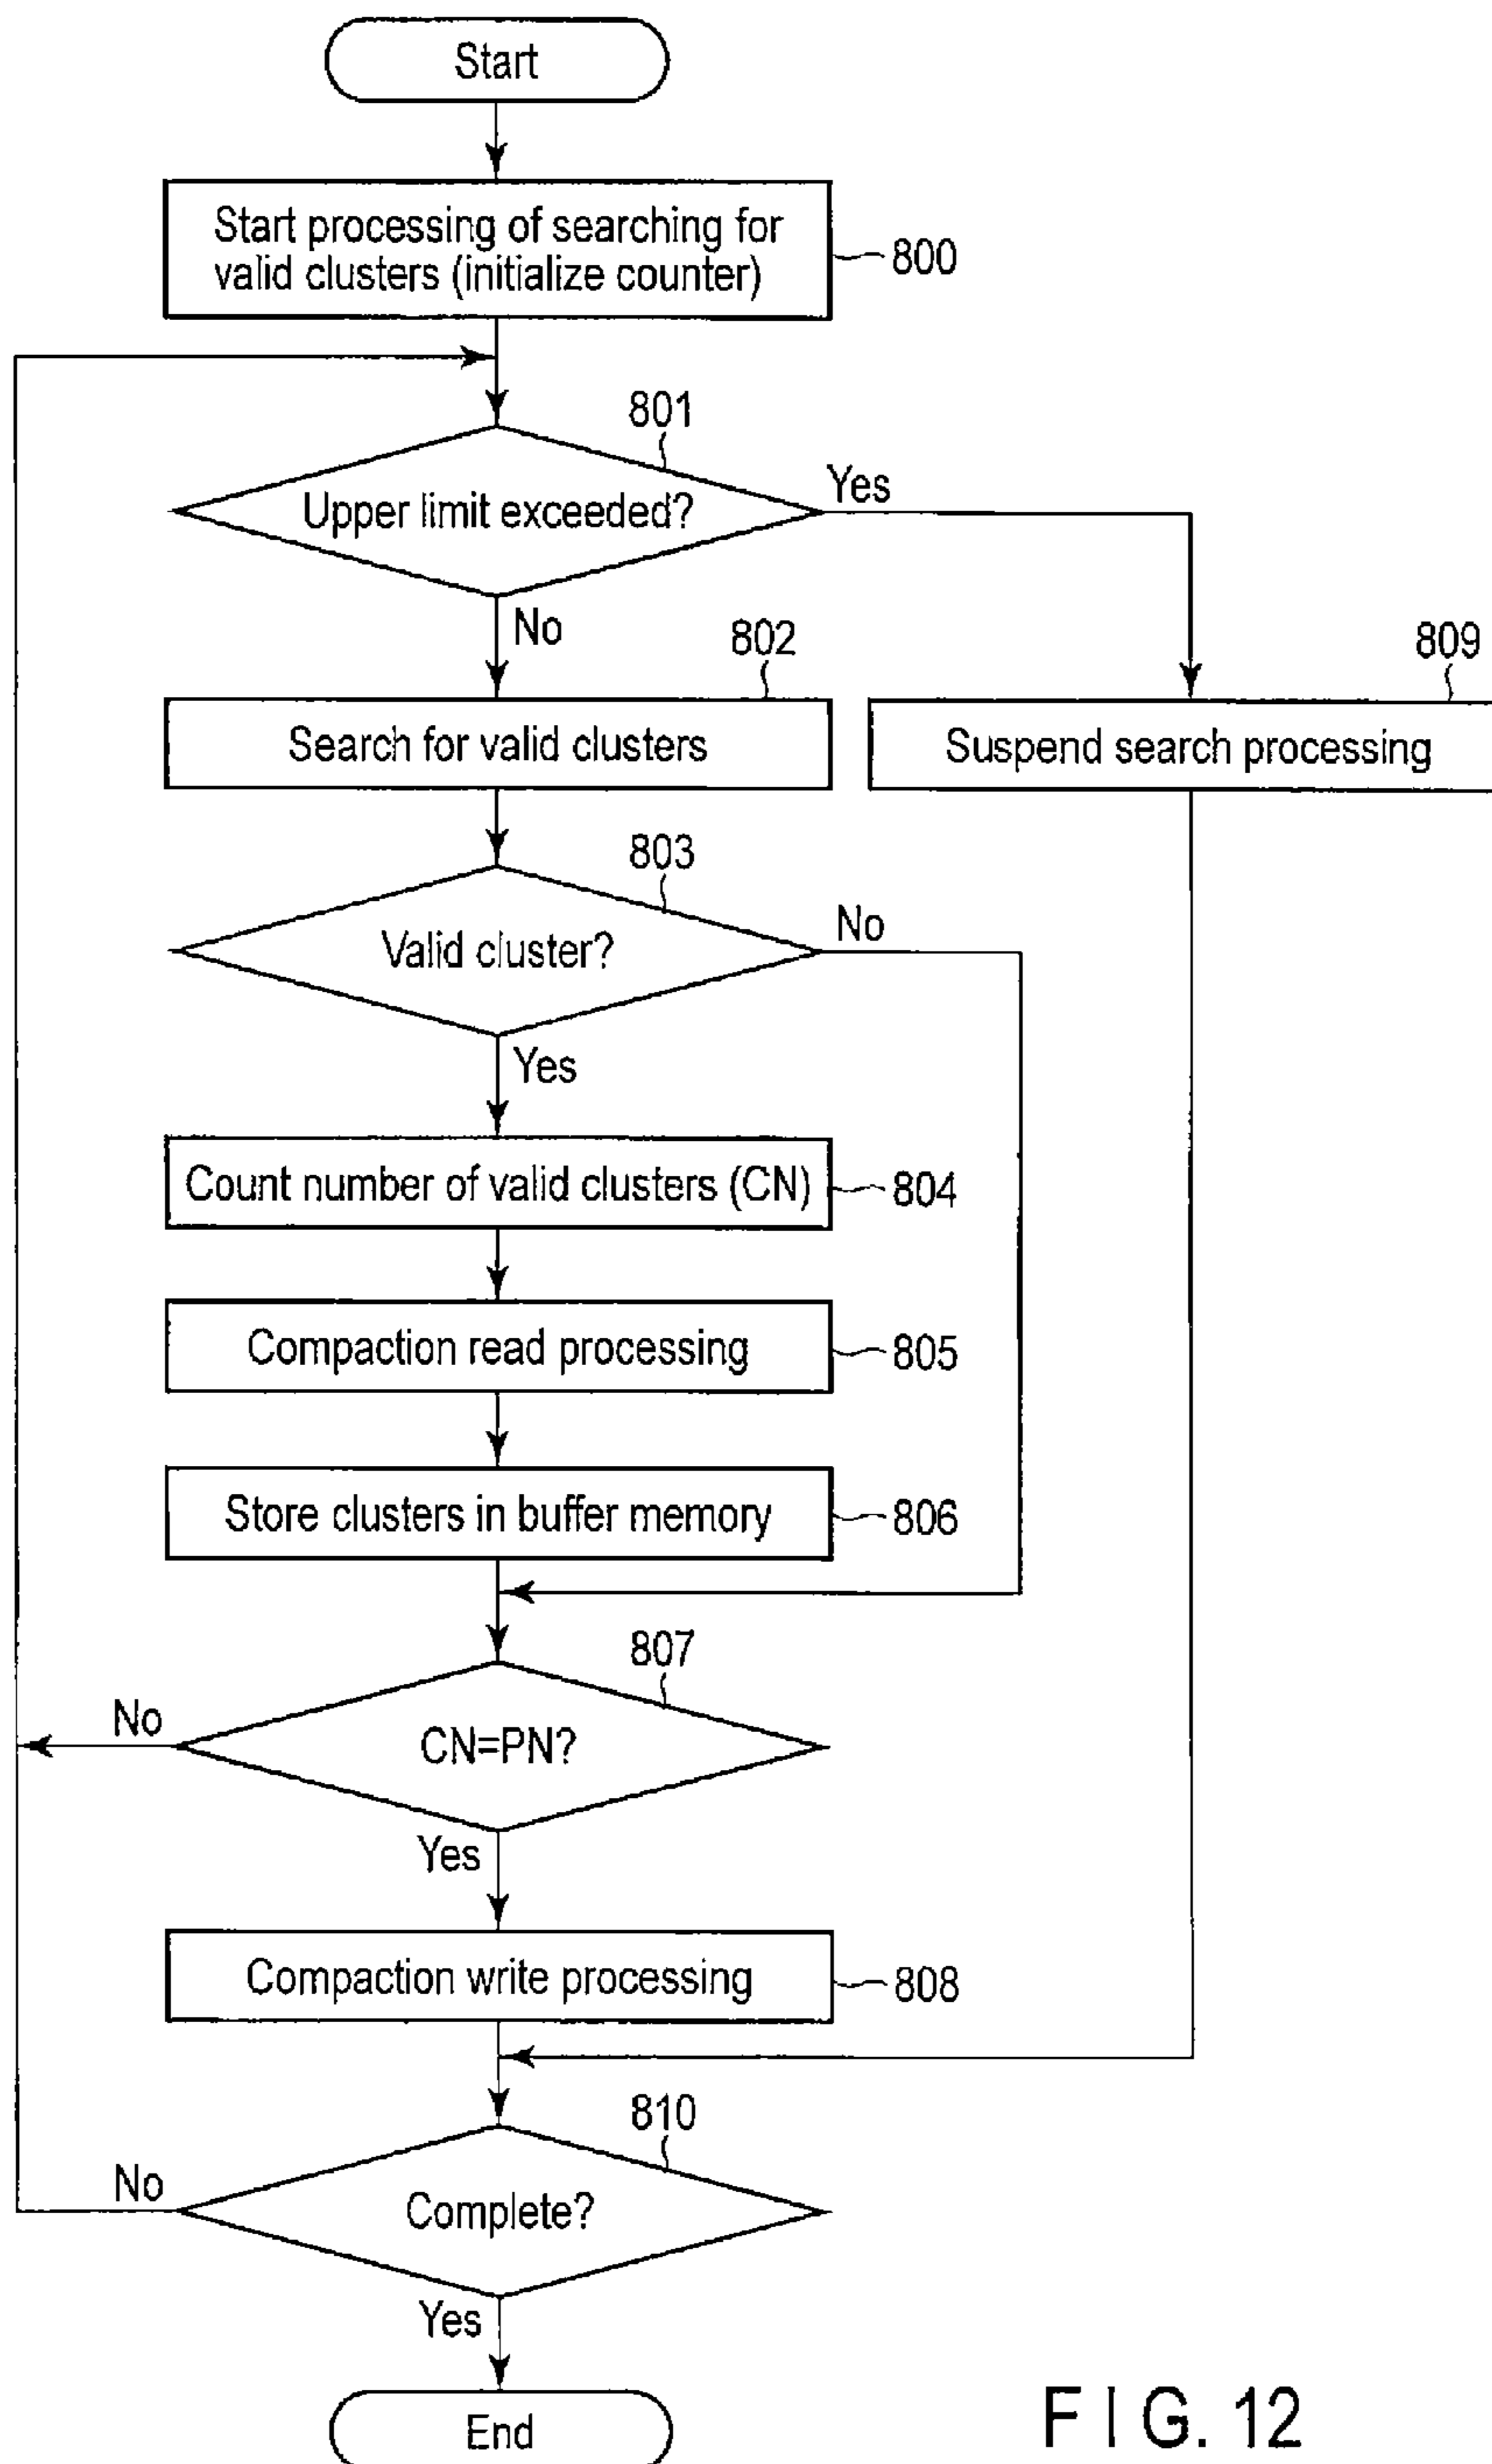 Start
Start processing of searching for
valid clusters (initialize counter)
800
801
Upper limit exceeded?
Yes
No
802
809
Search for valid clusters
Suspend search processing
803
Valid cluster?
No
Yes
Count number of valid clusters (CN)
804
Compaction read processing
805
Store clusters in buffer memory
806
807
No
CN=PN?
Yes
Compaction write processing
808
810
No
Complete?
Yes
End
FIG. 12